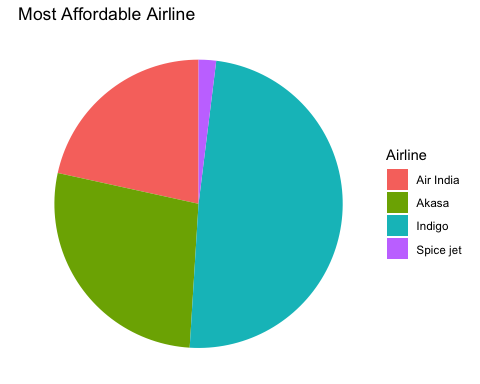 Most Affordable Airline
Airline
Air India
Akasa
Indigo
Spice jet